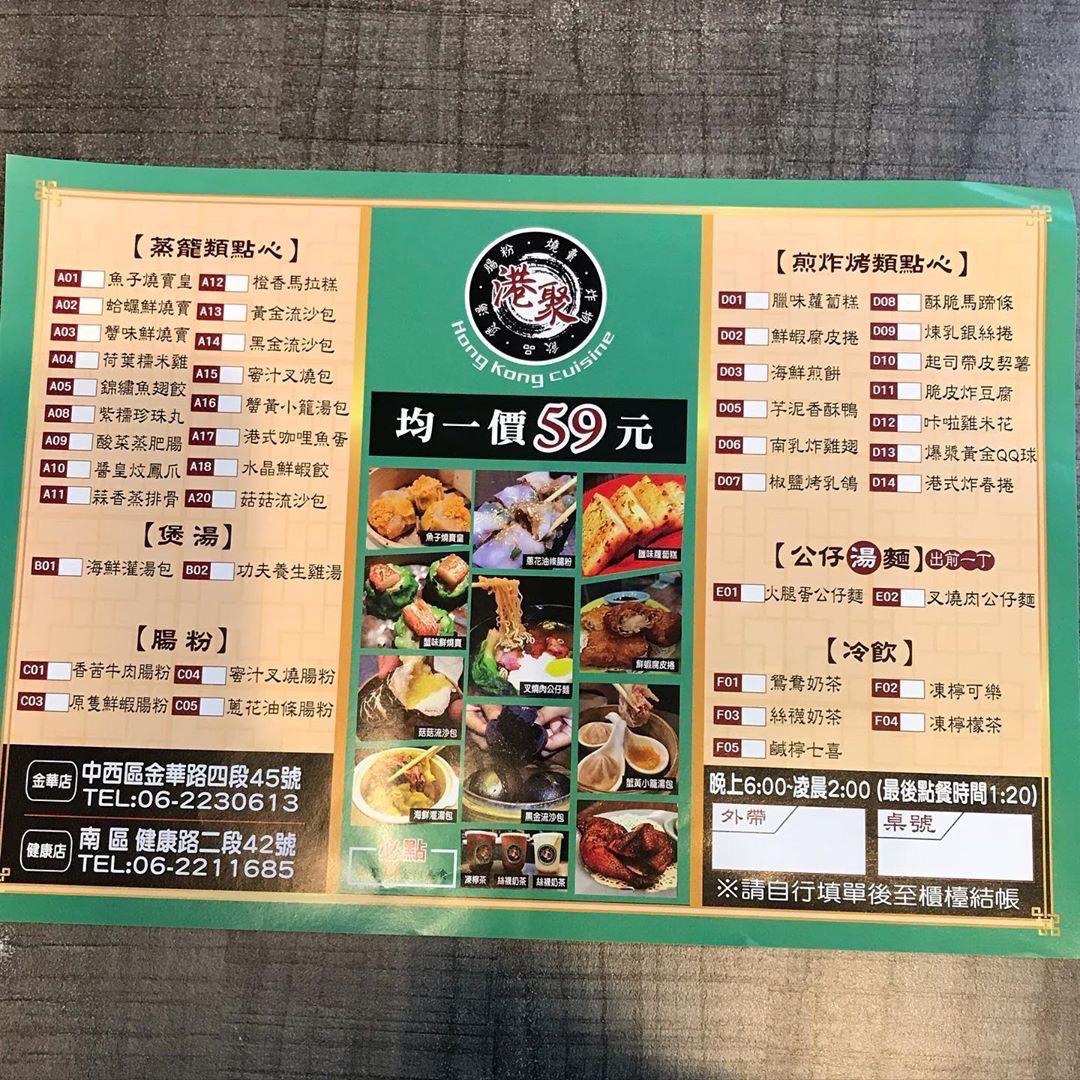 【蒸籠類點心】
A01 魚子燒賣皇
A02 蛤蠣鮮燒賣
A03 蟹味鮮燒賣
A04 荷葉糯米雞
A05 錦繡魚翅餃
A08 紫糯珍珠丸
A09 酸菜蒸肥腸
A10 醬皇炆鳳爪
A11 蒜香蒸排骨
A12 橙香馬拉糕
A13 黃金流沙包
A14 黑金流沙包
A15 蜜汁叉燒包
A16 蟹黃小籠湯包
A17 港式咖哩魚蛋
A18 水晶鮮蝦餃
A20 菇菇流沙包
【煲湯】
B01 海鮮灌湯包
B02 功夫養生雞湯
【腸粉】
C01 香茜牛肉腸粉
C04 蜜汁叉燒腸粉
C03 原隻鮮蝦腸粉
C05 蔥花油條腸粉
金華店 中西區金華路四段45號
TEL:06-2230613
健康店 南區 健康路二段42號
TEL:06-2211685
腸粉・燒賣・炸物・飲品・煲湯
港聚
Hong Kong cuisine
均一價59元
魚子燒賣皇
蔥花油條腸粉
臘味蘿蔔糕
蟹味鮮燒賣
叉燒肉公仔麵
鮮蝦腐皮捲
菇菇流沙包
黑金流沙包
蟹黃小籠湯包
海鮮灌湯包
必點
凍檸茶
絲襪奶茶
絲襪奶茶
【煎炸烤類點心】
D01 臘味蘿蔔糕
D02 鮮蝦腐皮捲
D03 海鮮煎餅
D05 芋泥香酥鴨
D06 南乳炸雞翅
D07 椒鹽烤乳鴿
D08 酥脆馬蹄條
D09 煉乳銀絲捲
D10 起司帶皮契薯
D11 脆皮炸豆腐
D12 咔啦雞米花
D13 爆漿黃金QQ球
D14 港式炸春捲
【公仔湯麵】出前一丁
E01 火腿蛋公仔麵
E02 叉燒肉公仔麵
【冷飲】
F01 鴛鴦奶茶
F02 凍檸可樂
F03 絲襪奶茶
F04 凍檸檬茶
F05 鹹檸七喜
晚上6:00~凌晨2:00 (最後點餐時間1:20)
外帶
桌號
※請自行填單後至櫃檯結帳